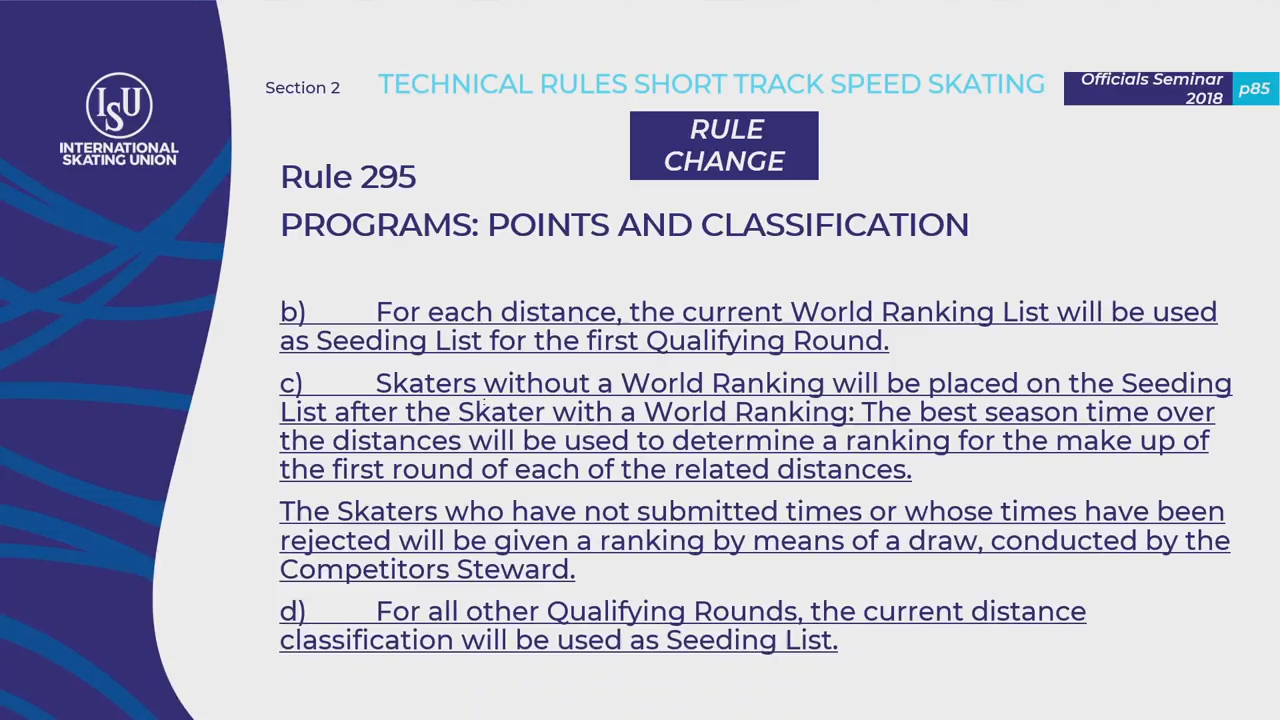 ISU
INTERNATIONAL
SKATING UNION
Section 2
TECHNICAL RULES SHORT TRACK SPEED SKATING
Officials Seminar
2018
p85
RULE
CHANGE
Rule 295
PROGRAMS: POINTS AND CLASSIFICATION
b) For each distance, the current World Ranking List will be used
as Seeding List for the first Qualifying Round.
c) Skaters without a World Ranking will be placed on the Seeding
List after the Skater with a World Ranking: The best season time over
the distances will be used to determine a ranking for the make up of
the first round of each of the related distances.
The Skaters who have not submitted times or whose times have been
rejected will be given a ranking by means of a draw, conducted by the
Competitors Steward.
d) For all other Qualifying Rounds, the current distance
classification will be used as Seeding List.